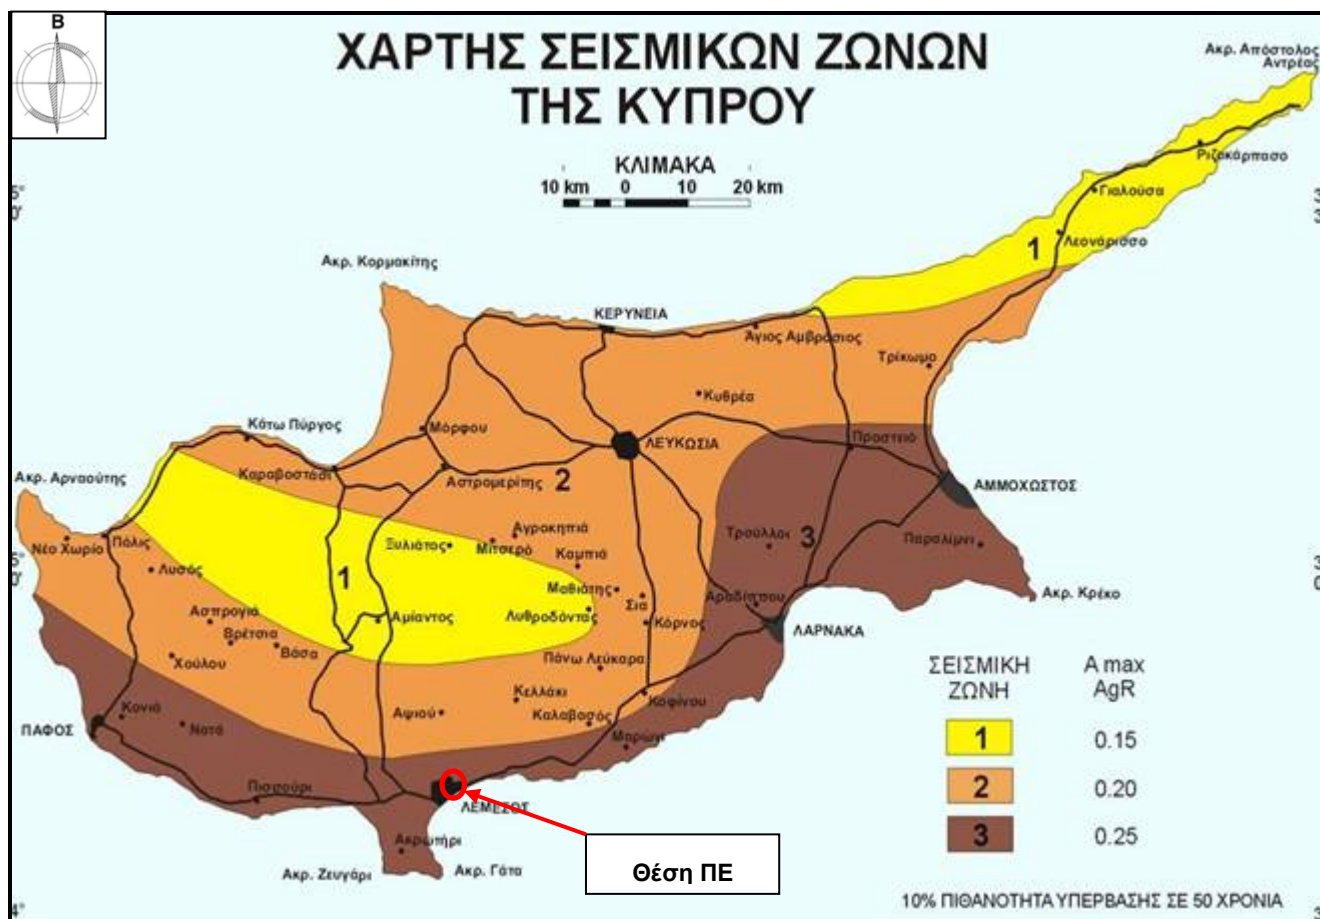 Β
ΧΑΡΤΗΣ ΣΕΙΣΜΙΚΩΝ ΖΩΝΩΝ
ΤΗΣ ΚΥΠΡΟΥ
ΚΛΙΜΑΚΑ
10 km 0 10 20 km
Ακρ. Απόστολος
Αντρέας
Ριζοκάρπασο
Γιαλούσα
Λεονάρισσο
1
Ακρ. Κορμακίτης
ΚΕΡΥΝΕΙΑ
Άγιος Αμβρόσιος
Τρίκωμο
Κυθρέα
Κάτω Πύργος
Μόρφου
ΛΕΥΚΩΣΙΑ
Πραστειό
Καραβοστάσι
Αστρομερίτης
2
Ακρ. Αρναούτης
ΑΜΜΟΧΩΣΤΟΣ
Νέο Χωρίο
Πόλις
Ξυλιάτος
Μιτσερό
Αγροκηπιά
Τρούλλοι
3
Παραλίμνι
Λυσός
1
Καμπιά
Μαθιάτης
Σιά
Αραδίππου
Ακρ. Κρέκο
Ασπρογιά
Αμίαντος
Λυθροδόντας
Κόρνος
ΛΑΡΝΑΚΑ
Βρέτσια
Βάσα
Χούλου
Πάνω Λεύκαρα
Κελλάκι
Κοφίνου
Κονιά
Νατά
Αψιού
Καλαβασός
ΠΑΦΟΣ
Μαρώνι
Πισσούρι
ΛΕΜΕΣΟΣ
Ακρωτήρι
Ακρ. Ζευγάρι
Ακρ. Γάτα
Θέση ΠΕ
ΣΕΙΣΜΙΚΗ A max
ΖΩΝΗ AgR
1 0.15
2 0.20
3 0.25
10% ΠΙΘΑΝΟΤΗΤΑ ΥΠΕΡΒΑΣΗΣ ΣΕ 50 ΧΡΟΝΙΑ